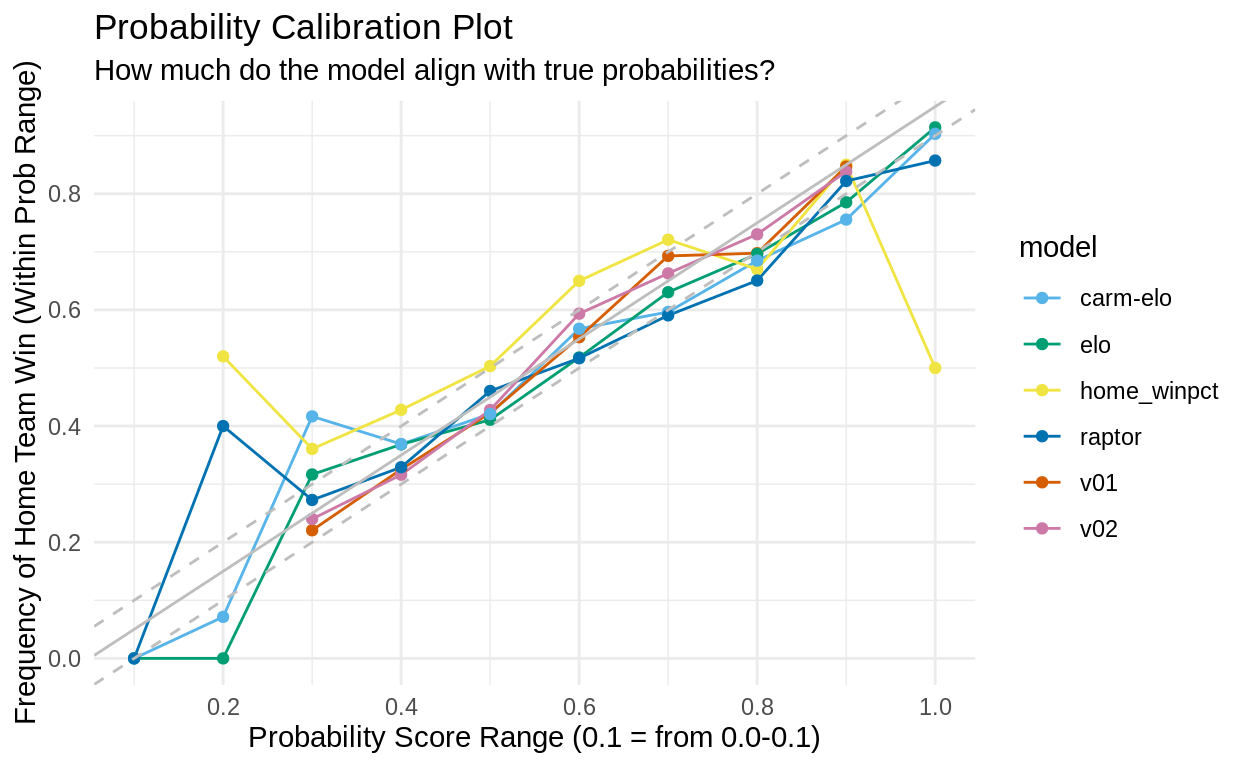 Probability Calibration Plot
How much do the model align with true probabilities?
Frequency of Home Team Win (Within Prob Range)
0.8
0.6
0.4
0.2
0.0
0.2 0.4 0.6 0.8 1.0
Probability Score Range (0.1 = from 0.0-0.1)
model
carm-elo
elo
home_winpct
raptor
v01
v02